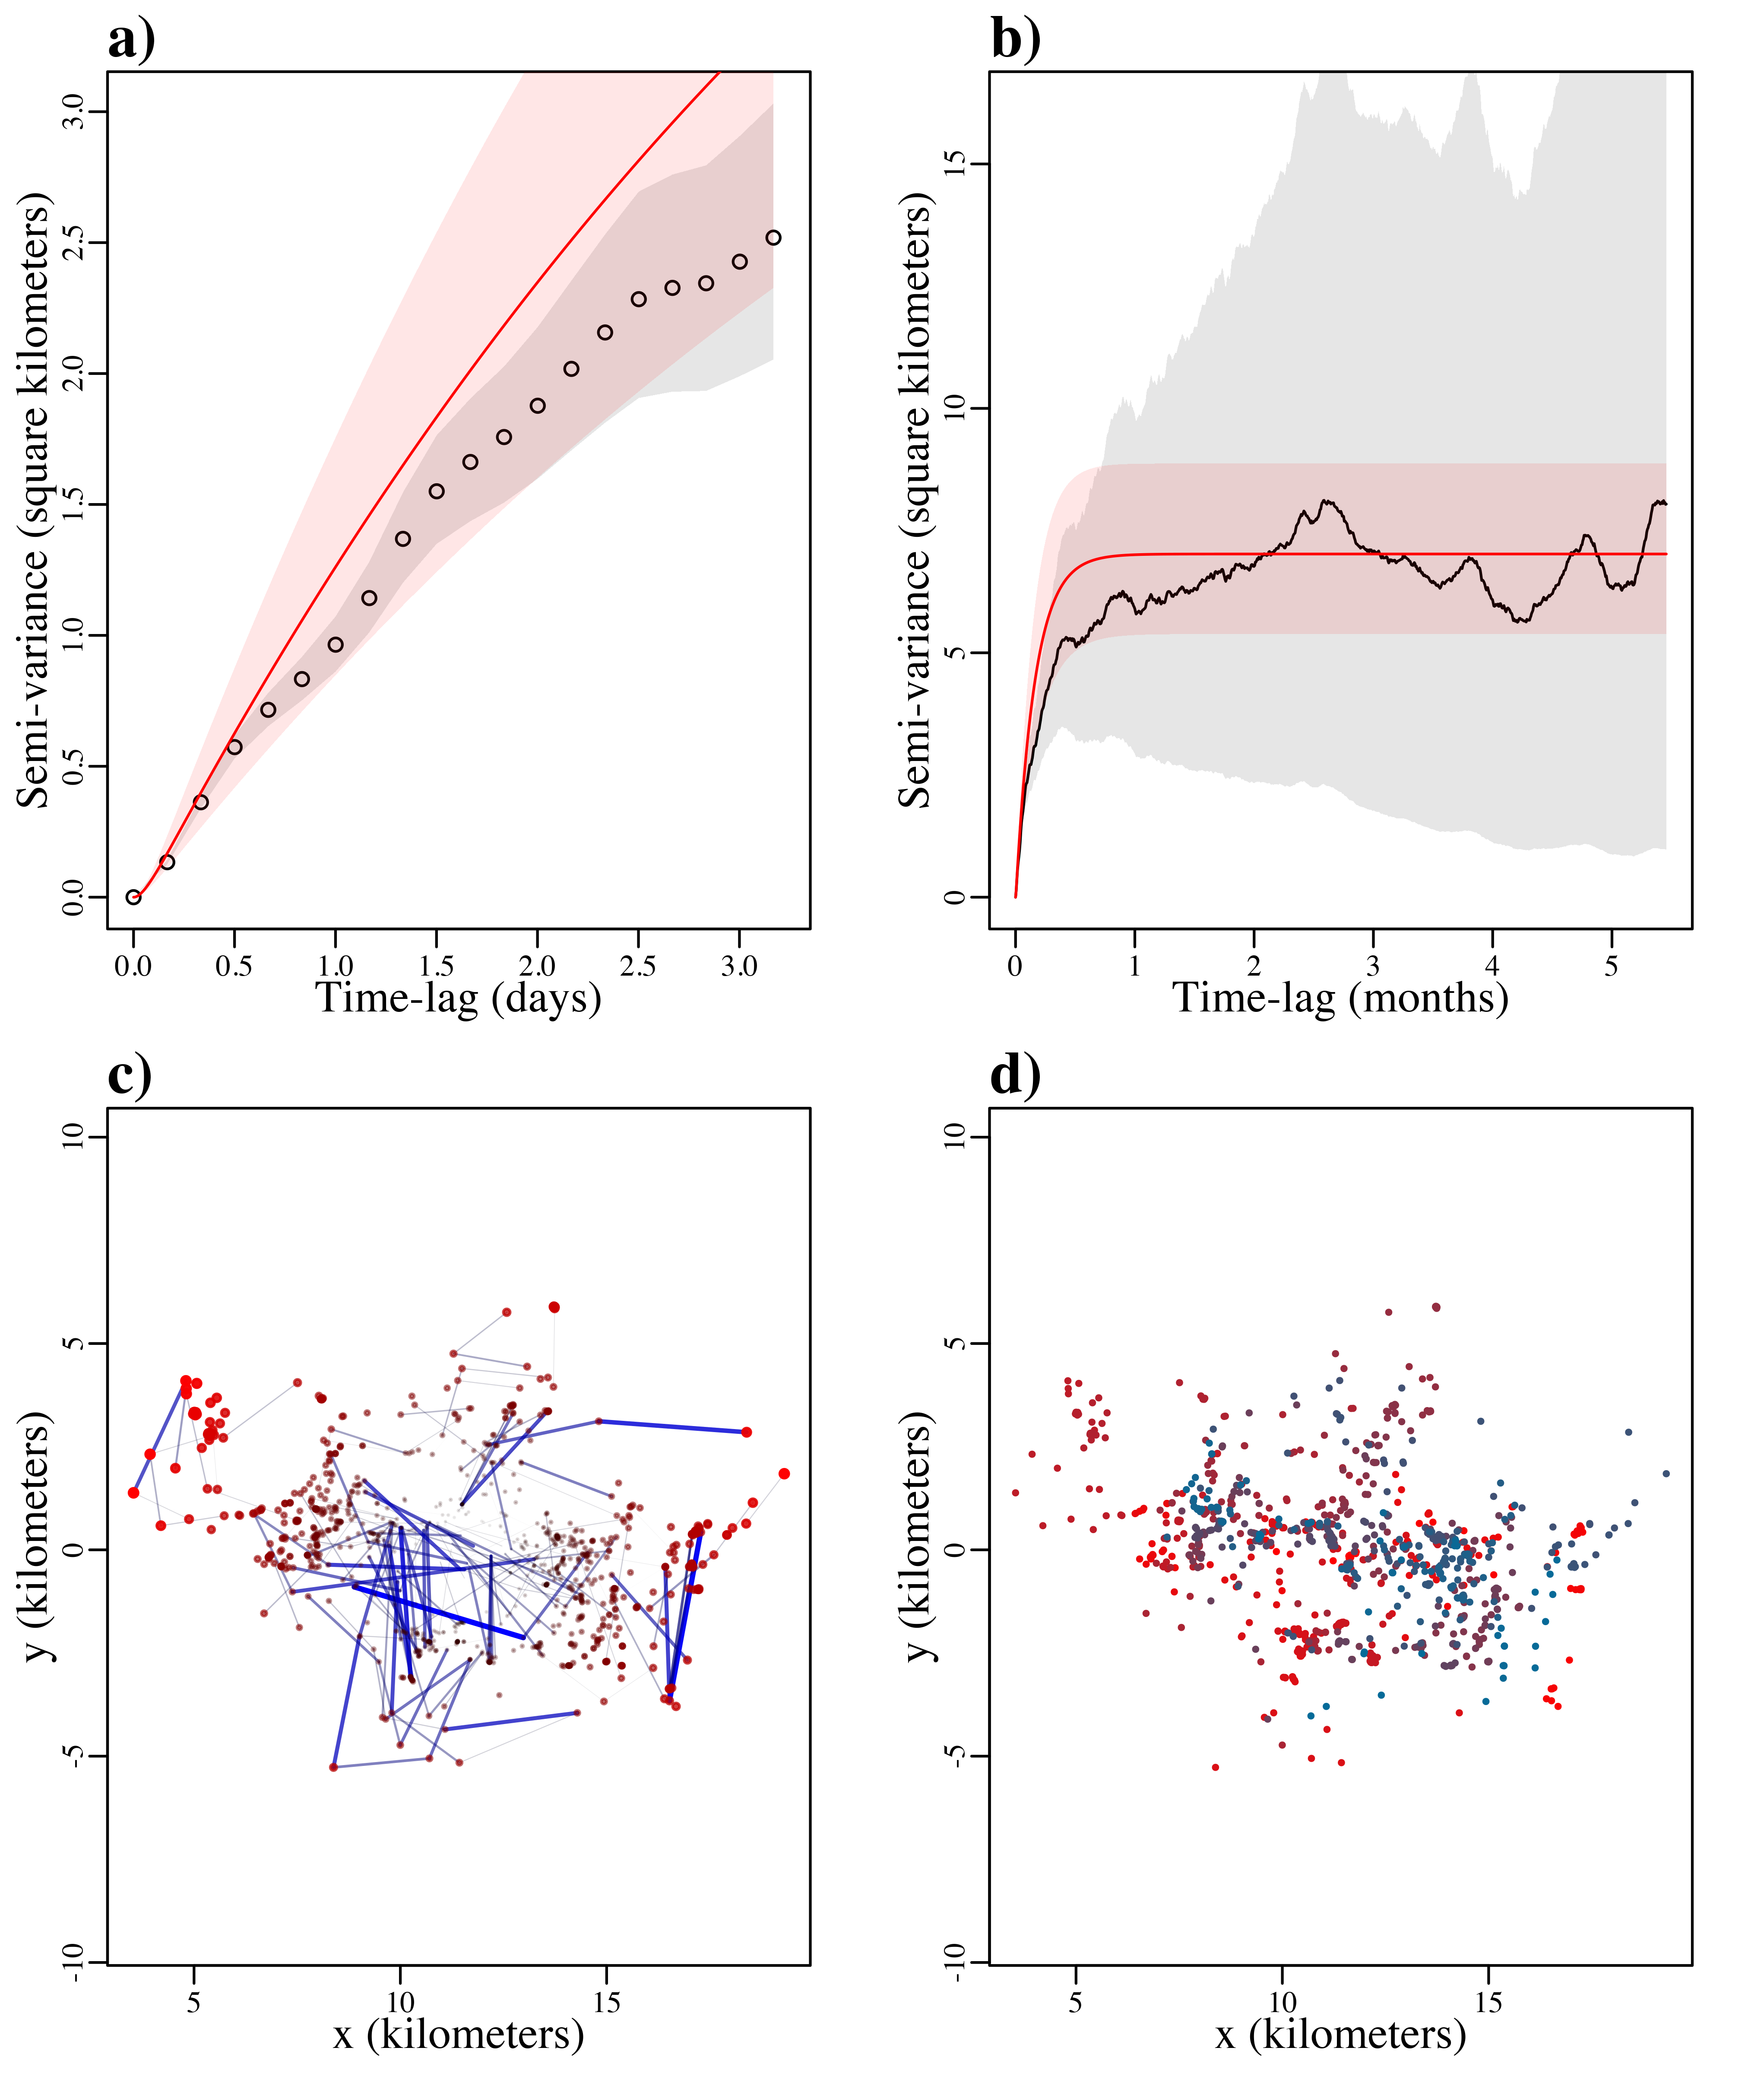 a)
Semi-variance (square kilometers)
3.0
2.5
2.0
1.5
1.0
0.5
0.0
0.0 0.5 1.0 1.5 2.0 2.5 3.0
Time-lag (days)
b)
Semi-variance (square kilometers)
15
10
5
0
0 1 2 3 4 5
Time-lag (months)
c)
y (kilometers)
10
5
0
-5
-10
5 10 15
x (kilometers)
d)
y (kilometers)
10
5
0
-5
-10
5 10 15
x (kilometers)